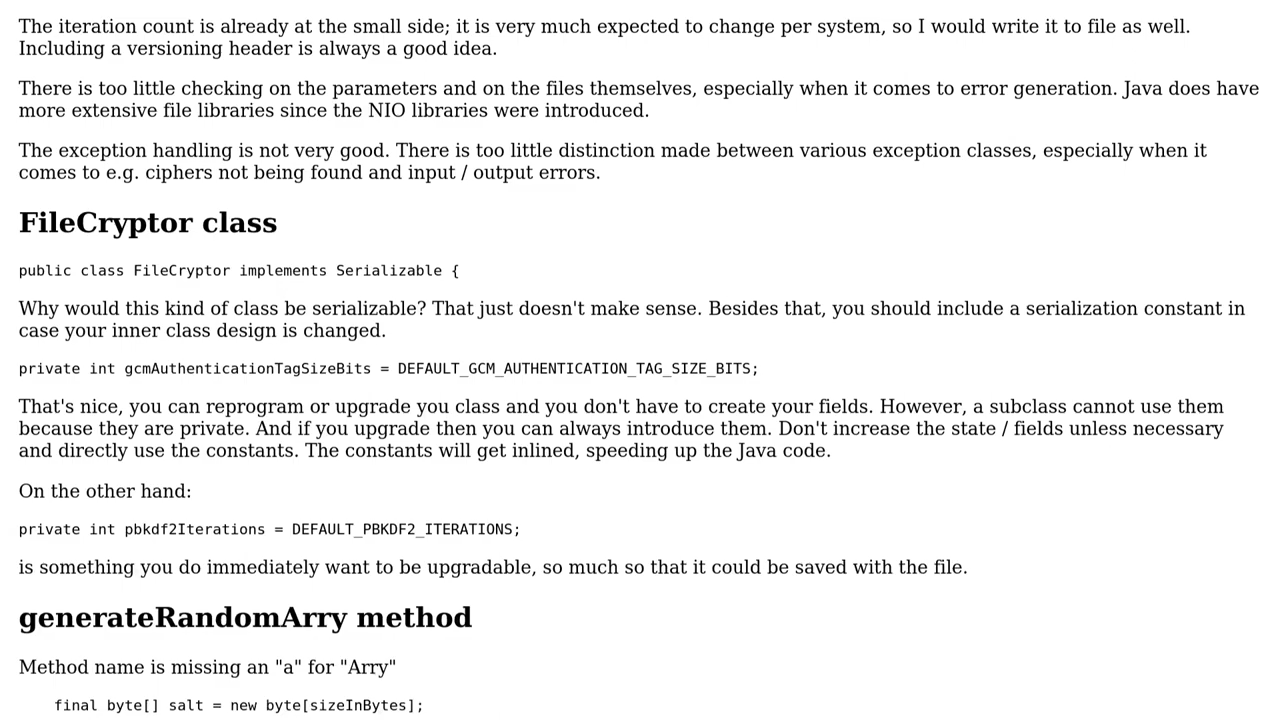 The iteration count is already at the small side; it is very much expected to change per system, so I would write it to file as well.
Including a versioning header is always a good idea.
There is too little checking on the parameters and on the files themselves, especially when it comes to error generation. Java does have
more extensive file libraries since the NIO libraries were introduced.
The exception handling is not very good. There is too little distinction made between various exception classes, especially when it
comes to e.g. ciphers not being found and input / output errors.
FileCryptor class
public class FileCryptor implements Serializable {
Why would this kind of class be serializable? That just doesn't make sense. Besides that, you should include a serialization constant in
case your inner class design is changed.
private int gcmAuthenticationTagSizeBits = DEFAULT_GCM_AUTHENTICATION_TAG_SIZE_BITS;
That's nice, you can reprogram or upgrade you class and you don't have to create your fields. However, a subclass cannot use them
because they are private. And if you upgrade then you can always introduce them. Don't increase the state / fields unless necessary
and directly use the constants. The constants will get inlined, speeding up the Java code.
On the other hand:
private int pbkdf2Iterations = DEFAULT_PBKDF2_ITERATIONS;
is something you do immediately want to be upgradable, so much so that it could be saved with the file.
generateRandomArry method
Method name is missing an "a" for "Arry"
final byte[] salt = new byte[sizeInBytes];